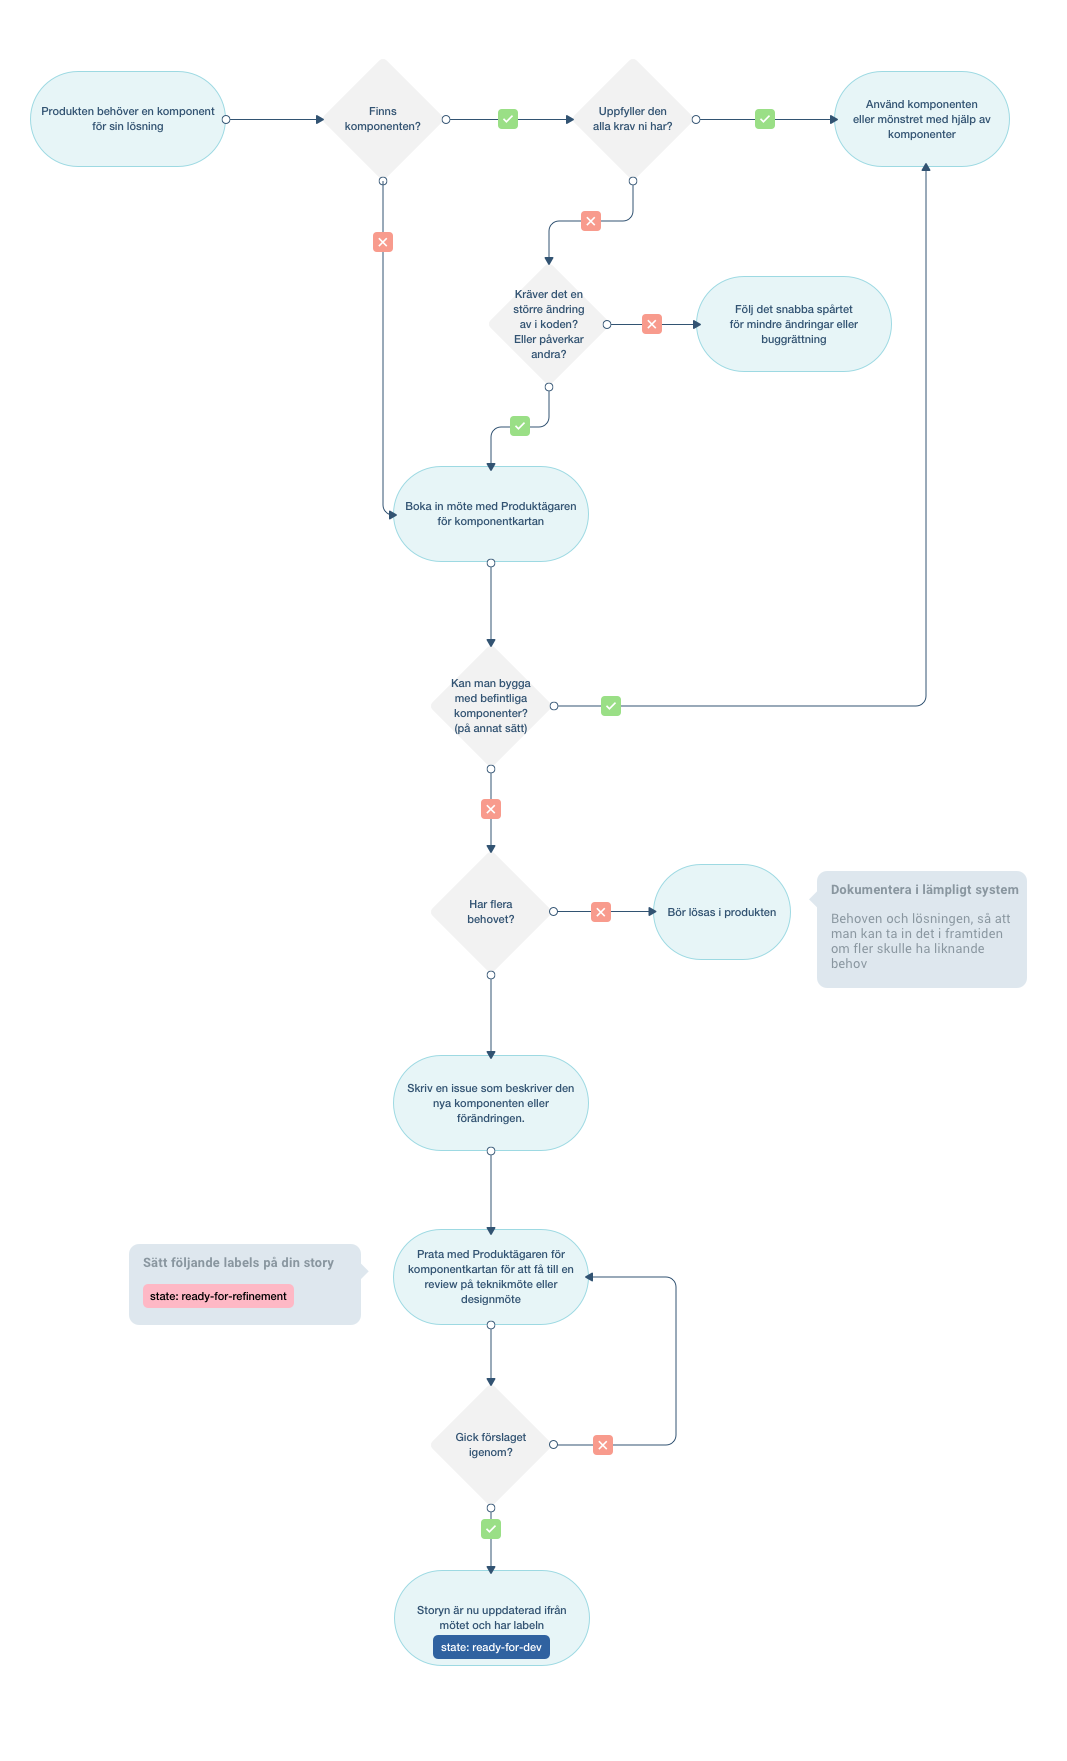 Produkten behöver en komponent
för sin lösning
Finns
komponenten?
Uppfyller den
alla krav ni har?
Använd komponenten
eller mönstret med hjälp av
komponenter
Kräver det en
större ändring
av i koden?
Eller påverkar
andra?
Följ det snabba spårtet
för mindre ändringar eller
buggrättning
Boka in möte med Produktägaren
för komponentkartan
Kan man bygga
med befintliga
komponenter?
(på annat sätt)
Har flera
behovet?
Bör lösas i produkten
Dokumentera i lämpligt system
Behoven och lösningen, så att
man kan ta in det i framtiden
om fler skulle ha liknande
behov
Skriv en issue som beskriver den
nya komponenten eller
förändringen.
Sätt följande labels på din story
state: ready-for-refinement
Prata med Produktägaren för
komponentkartan för att få till en
review på teknikmöte eller
designmöte
Gick förslaget
igenom?
Storyn är nu uppdaterad ifrån
mötet och har labeln
state: ready-for-dev